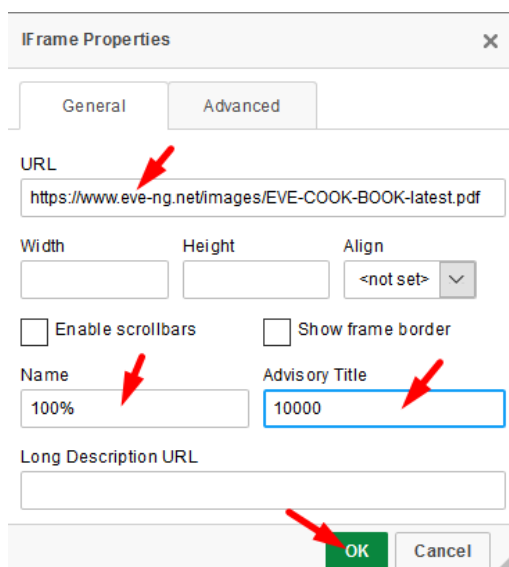 IFrame Properties
General Advanced
URL
https://www.eve-ng.net/images/EVE-COOK-BOOK-latest.pdf
Width Height Align
<not set>
Enable scrollbars Show frame border
Name Advisory Title
100% 10000
Long Description URL
OK Cancel